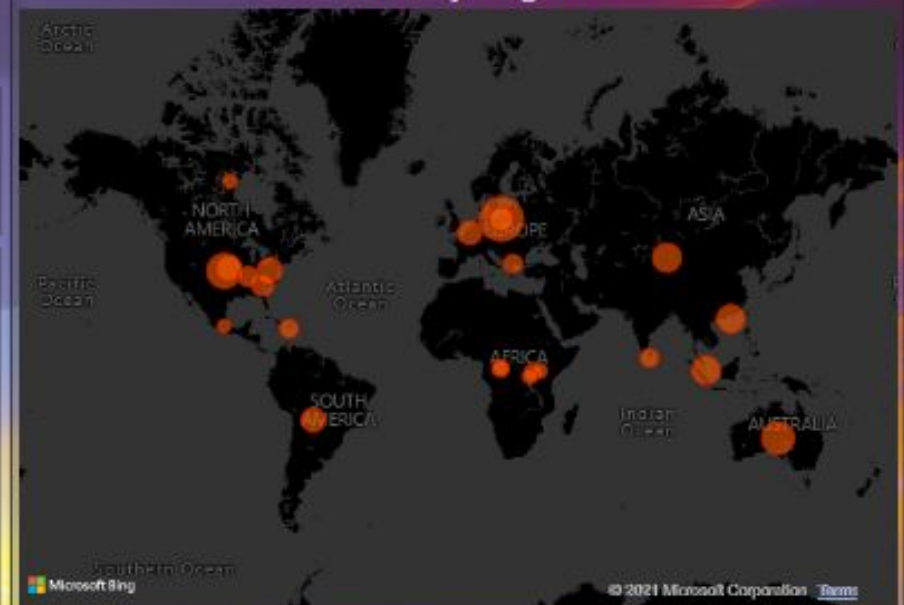 Arctic
Ocean
NORTH
AMERICA
EUROPE
ASIA
Pacific
Ocean
Atlantic
Ocean
AFRICA
SOUTH
AMERICA
Indian
Ocean
AUSTRALIA
Southern Ocean
Microsoft Bing
© 2021 Microsoft Corporation Terms